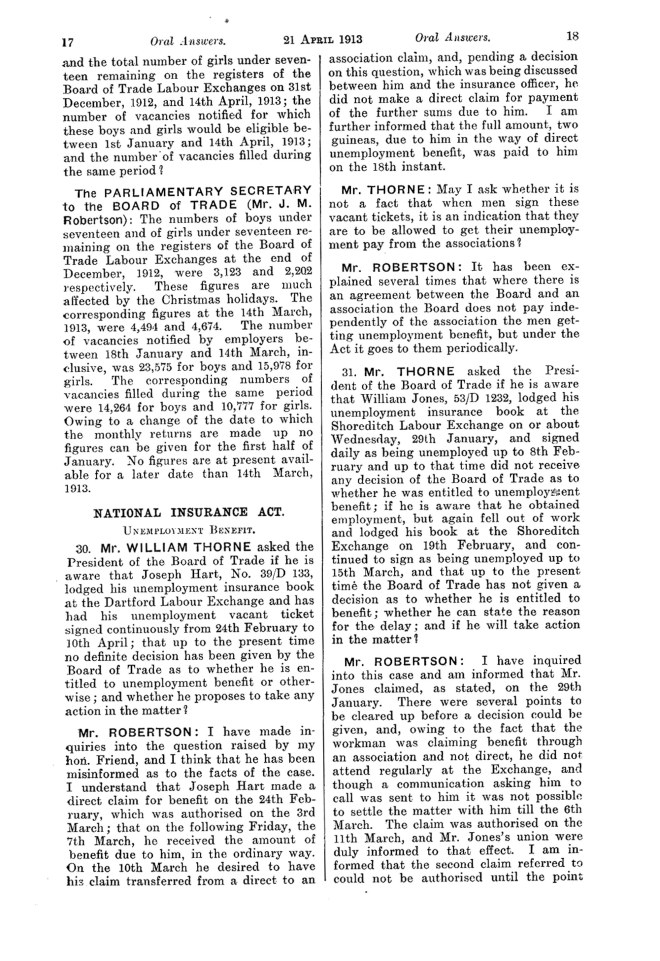 17 Oral Answers. 21 APRIL 1913 Oral Answers. 18
and the total number of girls under seven-
teen remaining on the registers of the
Board of Trade Labour Exchanges on 31st
December, 1912, and 14th April, 1913; the
number of vacancies notified for which
these boys and girls would be eligible be-
tween 1st January and 14th April, 1913;
and the number of vacancies filled during
the same period?
The PARLIAMENTARY SECRETARY
to the BOARD of TRADE (Mr. J. M.
Robertson): The numbers of boys under
seventeen and of girls under seventeen re-
maining on the registers of the Board of
Trade Labour Exchanges at the end of
December, 1912, were 3,123 and 2,202
respectively. These figures are much
affected by the Christmas holidays. The
corresponding figures at the 14th March,
1913, were 4,494 and 4,674. The number
of vacancies notified by employers be-
tween 18th January and 14th March, in-
clusive, was 23,575 for boys and 15,978 for
girls. The corresponding numbers of
vacancies filled during the same period
were 14,264 for boys and 10,777 for girls.
Owing to a change of the date to which
the monthly returns are made up no
figures can be given for the first half of
January. No figures are at present avail-
able for a later date than 14th March,
1913.
NATIONAL INSURANCE ACT.
UNEMPLOYMENT BENEFIT.
30. Mr. WILLIAM THORNE asked the
President of the Board of Trade if he is
aware that Joseph Hart, No. 39/D 133,
lodged his unemployment insurance book
at the Dartford Labour Exchange and has
had his unemployment vacant ticket
signed continuously from 24th February to
10th April; that up to the present time
no definite decision has been given by the
Board of Trade as to whether he is en-
titled to unemployment benefit or other-
wise; and whether he proposes to take any
action in the matter?
Mr. ROBERTSON: I have made in-
quiries into the question raised by my
hon. Friend, and I think that he has been
misinformed as to the facts of the case.
I understand that Joseph Hart made a
direct claim for benefit on the 24th Feb-
ruary, which was authorised on the 3rd
March; that on the following Friday, the
7th March, he received the amount of
benefit due to him, in the ordinary way.
On the 10th March he desired to have
his claim transferred from a direct to an
association claim, and, pending a decision
on this question, which was being discussed
between him and the insurance officer, he
did not make a direct claim for payment
of the further sums due to him. I am
further informed that the full amount, two
guineas, due to him in the way of direct
unemployment benefit, was paid to him
on the 18th instant.
Mr. THORNE: May I ask whether it is
not a fact that when men sign these
vacant tickets, it is an indication that they
are to be allowed to get their unemploy-
ment pay from the associations?
Mr. ROBERTSON: It has been ex-
plained several times that where there is
an agreement between the Board and an
association the Board does not pay inde-
pendently of the association the men get-
ting unemployment benefit, but under the
Act it goes to them periodically.
31. Mr. THORNE asked the Presi-
dent of the Board of Trade if he is aware
that William Jones, 53/D 1232, lodged his
unemployment insurance book at the
Shoreditch Labour Exchange on or about
Wednesday, 29th January, and signed
daily as being unemployed up to 8th Feb-
ruary and up to that time did not receive
any decision of the Board of Trade as to
whether he was entitled to unemployment
benefit; if he is aware that he obtained
employment, but again fell out of work
and lodged his book at the Shoreditch
Exchange on 19th February, and con-
tinued to sign as being unemployed up to
15th March, and that up to the present
time the Board of Trade has not given a
decision as to whether he is entitled to
benefit; whether he can state the reason
for the delay; and if he will take action
in the matter?
Mr. ROBERTSON: I have inquired
into this case and am informed that Mr.
Jones claimed, as stated, on the 29th
January. There were several points to
be cleared up before a decision could be
given, and, owing to the fact that the
workman was claiming benefit through
an association and not direct, he did not
attend regularly at the Exchange, and
though a communication asking him to
call was sent to him it was not possible
to settle the matter with him till the 6th
March. The claim was authorised on the
11th March, and Mr. Jones's union were
duly informed to that effect. I am in-
formed that the second claim referred to
could not be authorised until the point